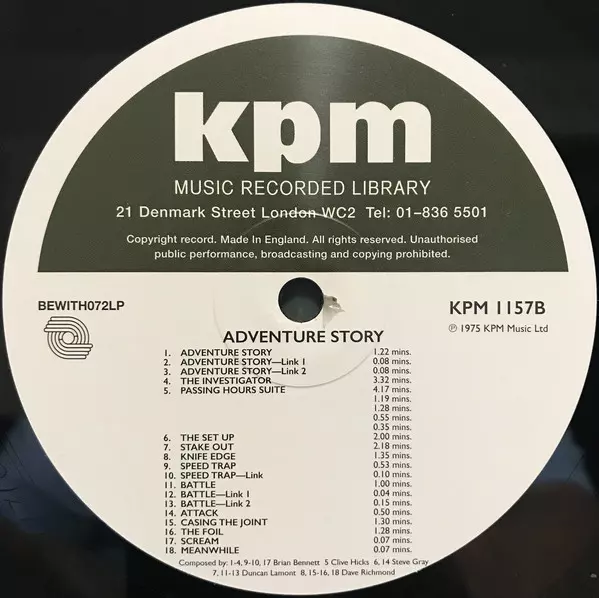 kpm
MUSIC RECORDED LIBRARY
21 Denmark Street London WC2 Tel: 01-836 5501
Copyright record. Made In England. All rights reserved. Unauthorised
public performance, broadcasting and copying prohibited.
BEWITH072LP
KPM 1157B
℗ 1975 KPM Music Ltd
ADVENTURE STORY
1. ADVENTURE STORY 1.22 mins.
2. ADVENTURE STORY—Link 1 0.08 mins.
3. ADVENTURE STORY—Link 2 0.08 mins.
4. THE INVESTIGATOR 3.32 mins.
5. PASSING HOURS SUITE 4.17 mins.
1.19 mins.
1.28 mins.
0.55 mins.
0.35 mins.
6. THE SET UP 2.00 mins.
7. STAKE OUT 2.18 mins.
8. KNIFE EDGE 1.35 mins.
9. SPEED TRAP 0.53 mins.
10. SPEED TRAP—Link 0.10 mins.
11. BATTLE 1.00 mins.
12. BATTLE—Link 1 0.04 mins.
13. BATTLE—Link 2 0.15 mins.
14. ATTACK 0.50 mins.
15. CASING THE JOINT 1.30 mins.
16. THE FOIL 1.28 mins.
17. SCREAM 0.07 mins.
18. MEANWHILE 0.07 mins.
Composed by: 1-4, 9-10, 17 Brian Bennett 5 Clive Hicks 6, 14 Steve Gray
7, 11-13 Duncan Lamont 8, 15-16, 18 Dave Richmond